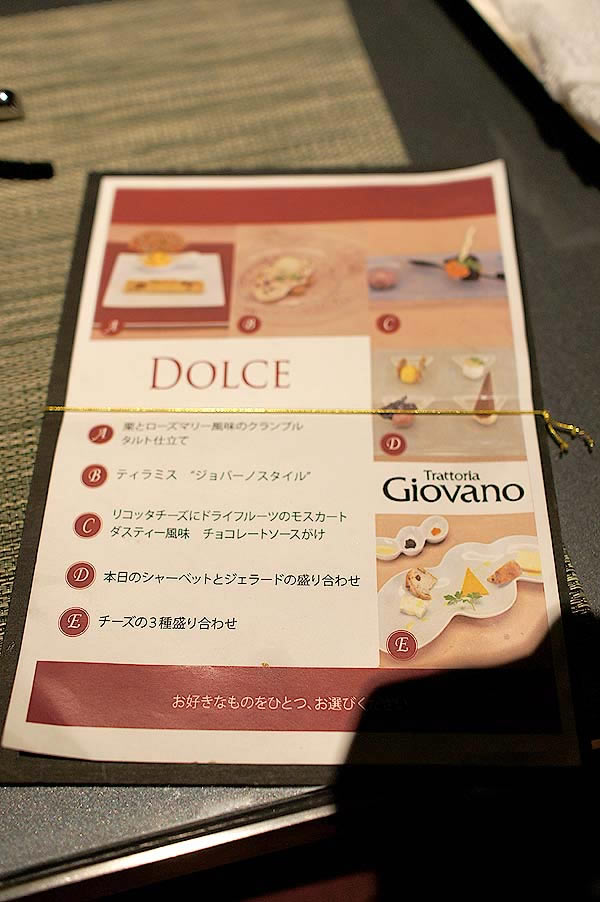 A
B
C
DOLCE
A 栗とローズマリー風味のクランブル
タルト仕立て
B ティラミス “ジョバーノスタイル”
C リコッタチーズにドライフルーツのモスカート
ダスティー風味 チョコレートソースがけ
D 本日のシャーベットとジェラードの盛り合わせ
E チーズの3種盛り合わせ
D
Trattoria
Giovano
E
お好きなものをひとつ、お選びください